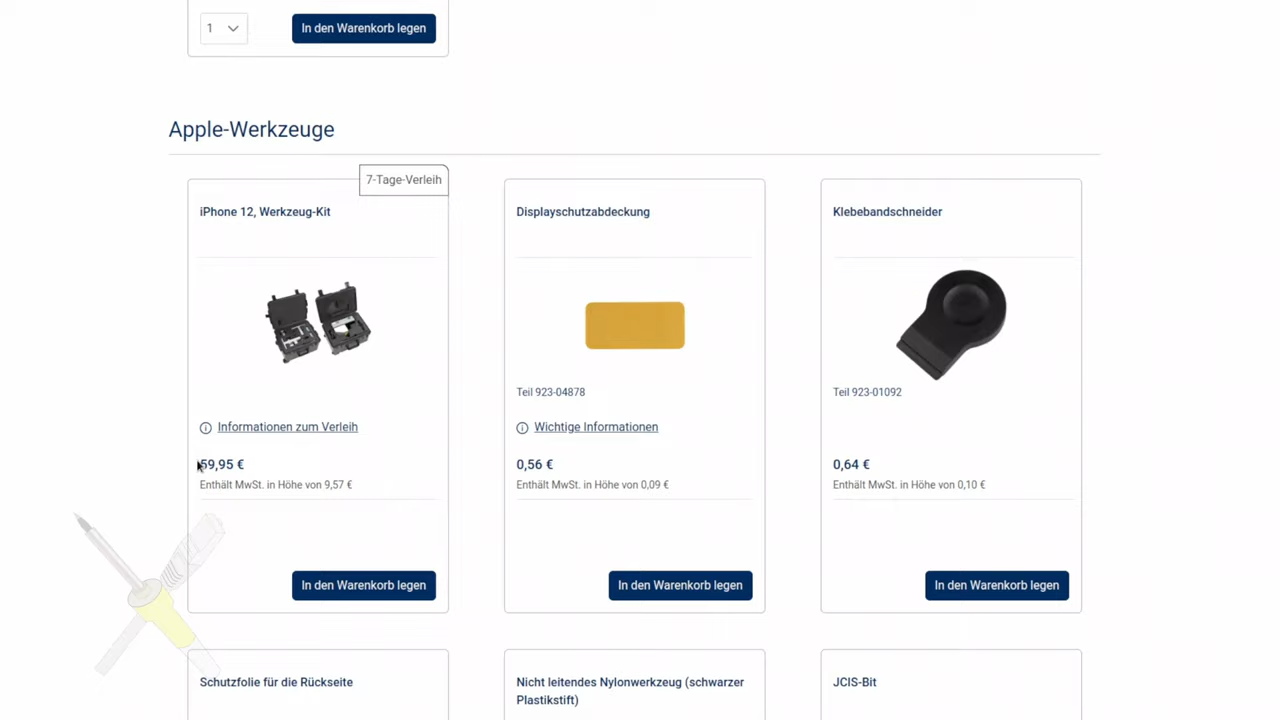 1
In den Warenkorb legen
Apple-Werkzeuge
7-Tage-Verleih
iPhone 12, Werkzeug-Kit
Informationen zum Verleih
59,95 €
Enthält MwSt. in Höhe von 9,57 €
In den Warenkorb legen
Displayschutzabdeckung
Teil 923-04878
Wichtige Informationen
0,56 €
Enthält MwSt. in Höhe von 0,09 €
In den Warenkorb legen
Klebebandschneider
Teil 923-01092
0,64 €
Enthält MwSt. in Höhe von 0,10 €
In den Warenkorb legen
Schutzfolie für die Rückseite
Nicht leitendes Nylonwerkzeug (schwarzer
Plastikstift)
JCIS-Bit